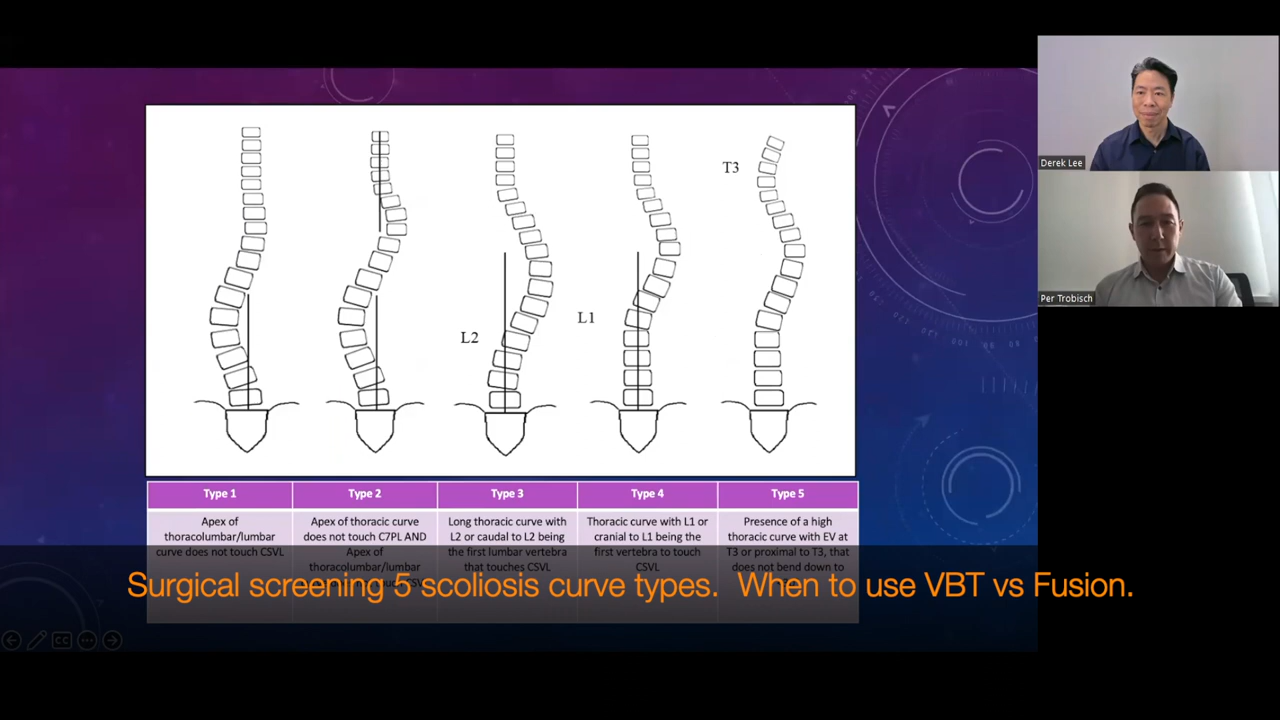 T3
L2
L1
Type 1
Type 2
Type 3
Type 4
Type 5
Apex of
thoracolumbar/lumbar
curve does not touch CSVL
Apex of thoracic curve
does not touch C7PL AND
Apex of
thoracolumbar/lumbar
Long thoracic curve with
L2 or caudal to L2 being
the first lumbar vertebra
that touches CSVL
Thoracic curve with L1 or
cranial to L1 being the
first vertebra to touch
CSVL
Presence of a high
thoracic curve with EV at
T3 or proximal to T3, that
does not bend down to
Surgical screening 5 scoliosis curve types. When to use VBT vs Fusion.
Derek Lee
Per Trobisch
CC